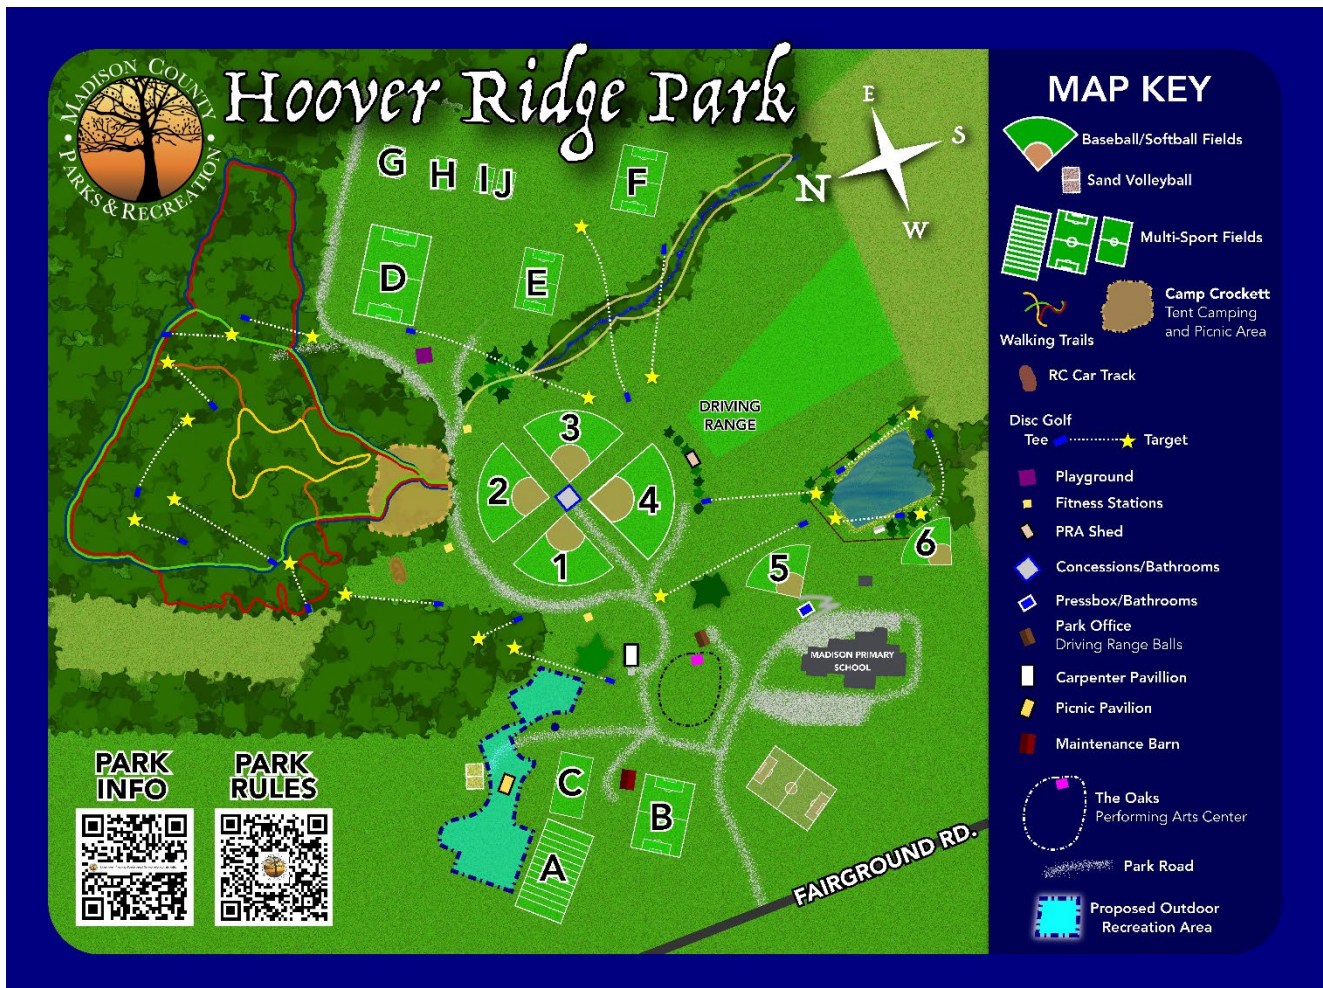 Hoover Ridge Park
MADISON COUNTY
PARKS & RECREATION
E
S
N
W
G
H
I
J
F
D
E
DRIVING
RANGE
3
2
4
1
5
6
MADISON PRIMARY
SCHOOL
C
B
A
FAIRGROUND RD.
PARK
INFO
PARK
RULES
MAP KEY
Baseball/Softball Fields
Sand Volleyball
Multi-Sport Fields
Camp Crockett
Tent Camping
and Picnic Area
Walking Trails
RC Car Track
Disc Golf
Tee
Target
Playground
Fitness Stations
PRA Shed
Concessions/Bathrooms
Pressbox/Bathrooms
Park Office
Driving Range Balls
Carpenter Pavillion
Picnic Pavilion
Maintenance Barn
The Oaks
Performing Arts Center
Park Road
Proposed Outdoor
Recreation Area